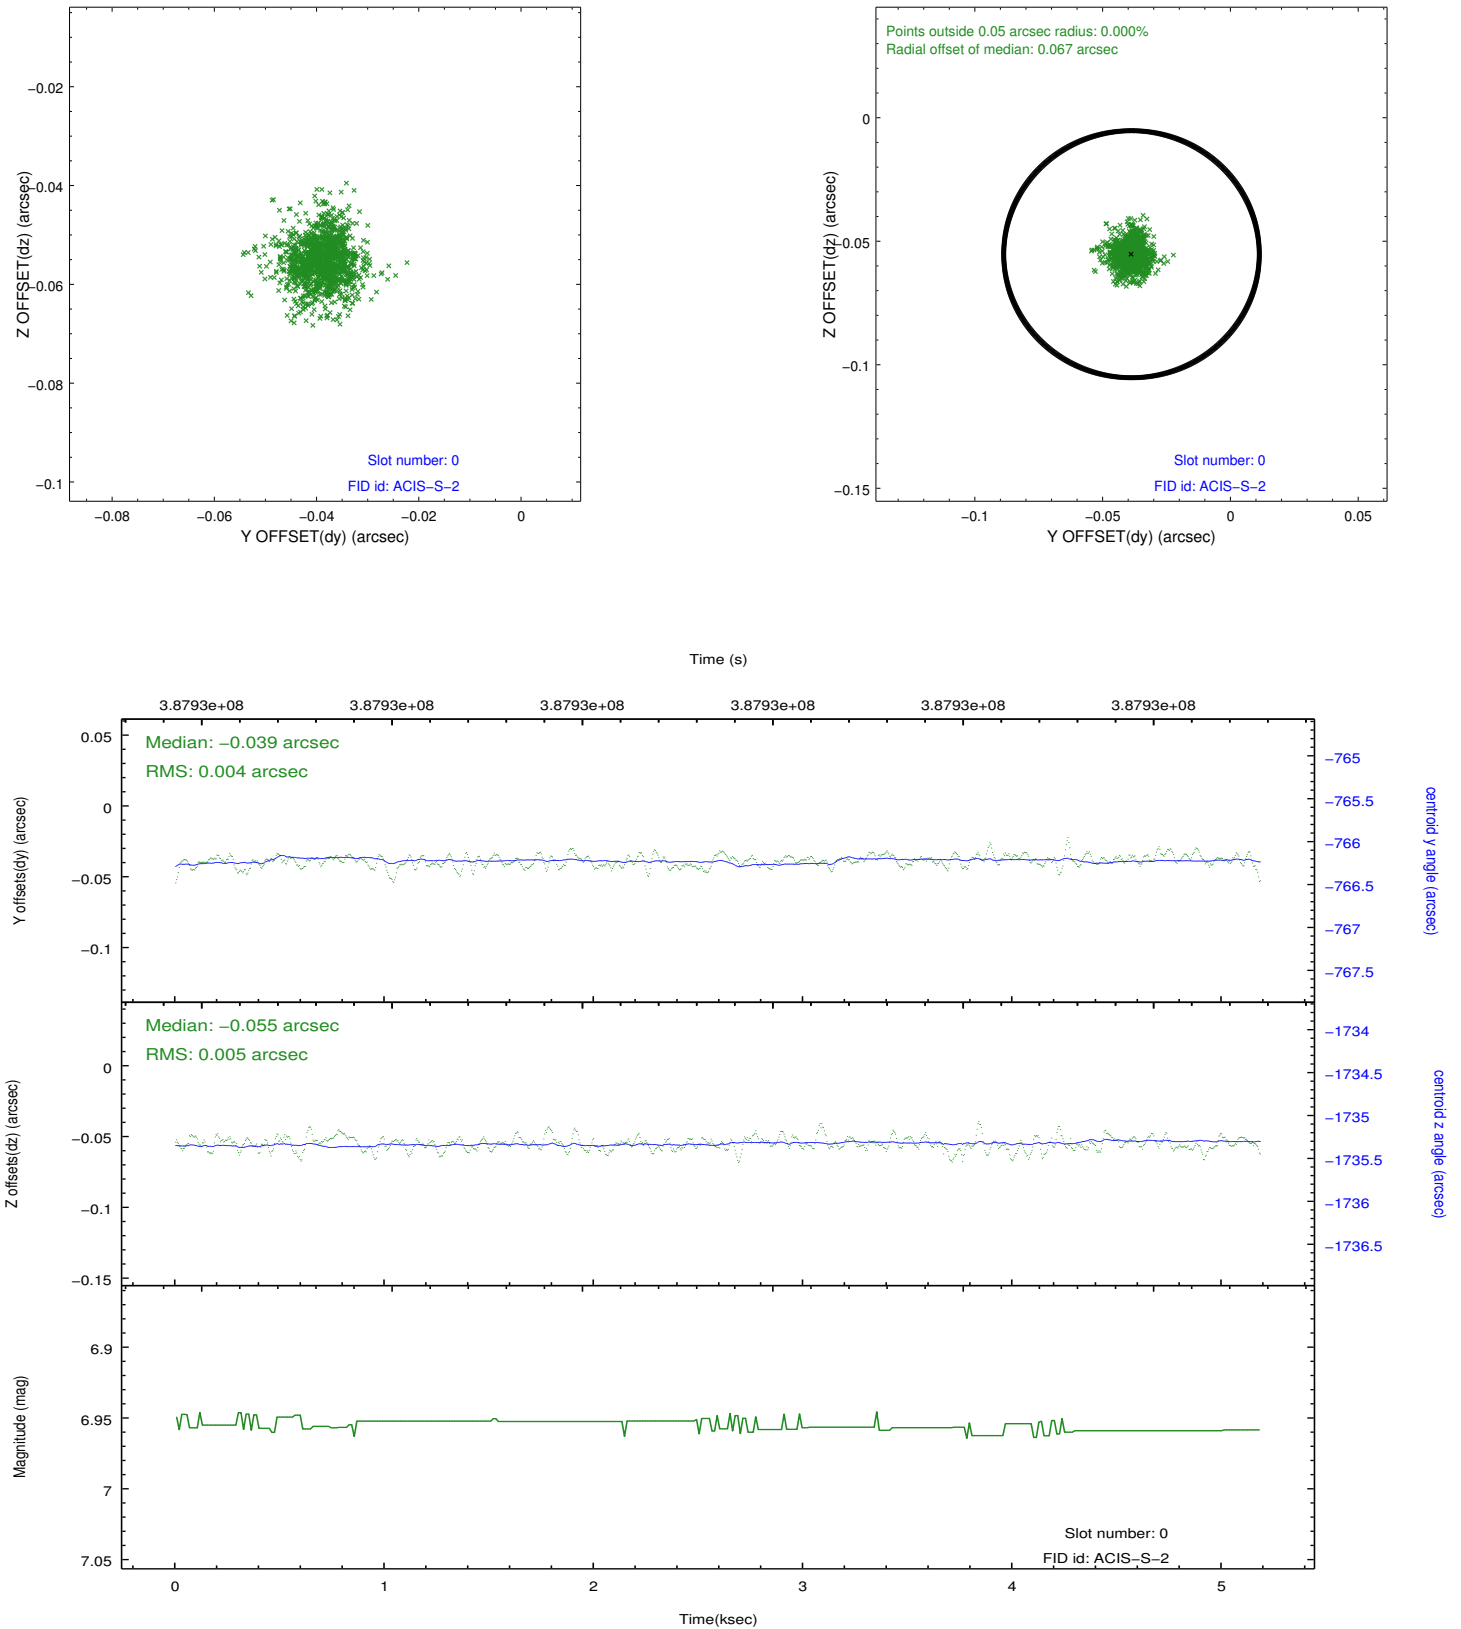 −0.02
−0.04
−0.06
−0.08
−0.1
Z OFFSET(dz) (arcsec)
Slot number: 0
FID id: ACIS−S−2
−0.08 −0.06 −0.04 −0.02 0
Y OFFSET(dy) (arcsec)
Points outside 0.05 arcsec radius: 0.000%
Radial offset of median: 0.067 arcsec
0
−0.05
−0.1
−0.15
Z OFFSET(dz) (arcsec)
Slot number: 0
FID id: ACIS−S−2
−0.1 −0.05 0 0.05
Y OFFSET(dy) (arcsec)
Time (s)
3.8793e+08 3.8793e+08 3.8793e+08 3.8793e+08 3.8793e+08 3.8793e+08
Median: −0.039 arcsec
RMS: 0.004 arcsec
0.05
0
−0.05
−0.1
Y offsets(dy) (arcsec)
−765
−765.5
−766
−766.5
−767
−767.5
centroid y angle (arcsec)
Median: −0.055 arcsec
RMS: 0.005 arcsec
0
−0.05
−0.1
−0.15
Z offsets(dz) (arcsec)
−1734
−1734.5
−1735
−1735.5
−1736
−1736.5
centroid z angle (arcsec)
6.9
6.95
7
7.05
Magnitude (mag)
Slot number: 0
FID id: ACIS−S−2
0 1 2 3 4 5
Time(ksec)